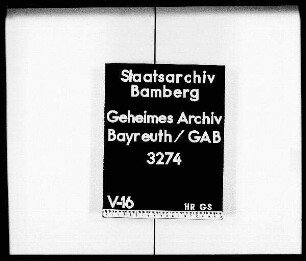 Staatsarchiv
Bamberg
Geheimes Archiv
Bayreuth / GAB
3274
V-16 HR GS